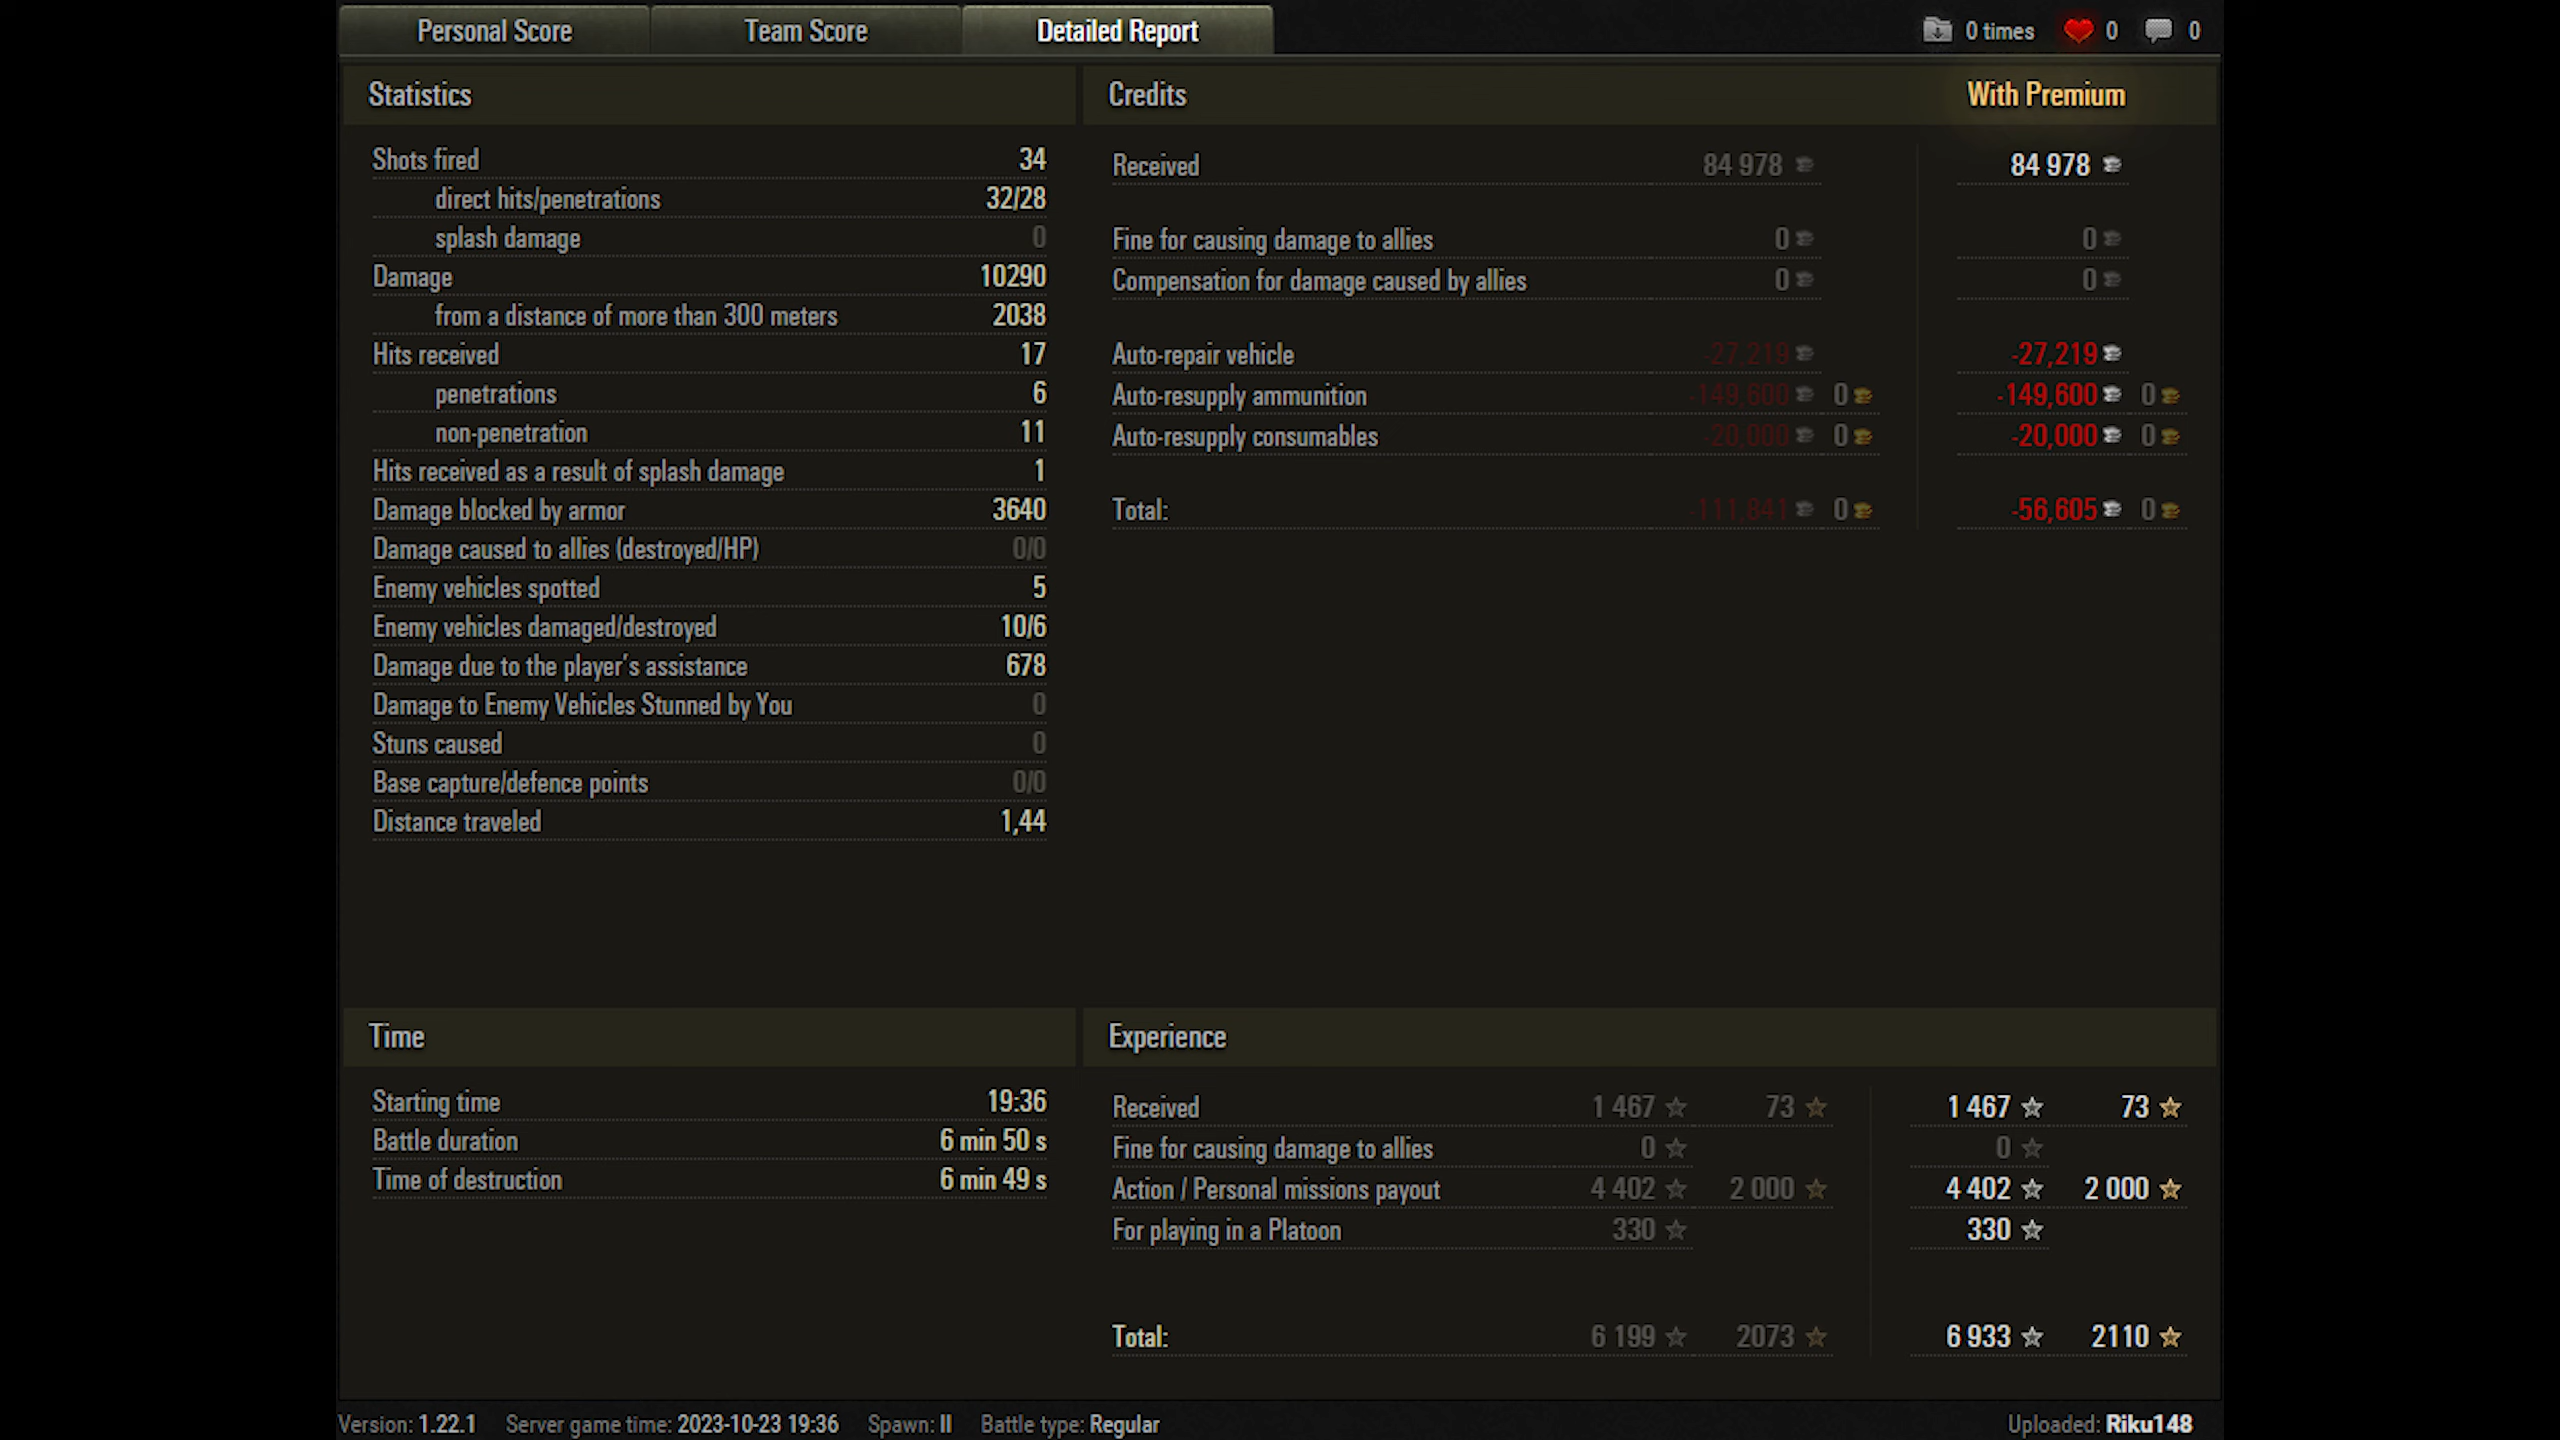 Personal Score
Team Score
Detailed Report
0 times
0
0
Statistics
Shots fired 34
direct hits/penetrations 32/28
splash damage 0
Damage 10290
from a distance of more than 300 meters 2038
Hits received 17
penetrations 6
non-penetration 11
Hits received as a result of splash damage 1
Damage blocked by armor 3640
Damage caused to allies (destroyed/HP) 0/0
Enemy vehicles spotted 5
Enemy vehicles damaged/destroyed 10/6
Damage due to the player's assistance 678
Damage to Enemy Vehicles Stunned by You 0
Stuns caused 0
Base capture/defence points 0/0
Distance traveled 1,44
Credits With Premium
Received 84 978 84 978
Fine for causing damage to allies 0 0
Compensation for damage caused by allies 0 0
Auto-repair vehicle -27,219 -27,219
Auto-resupply ammunition -149,600 0 -149,600 0
Auto-resupply consumables -20,000 0 -20,000 0
Total: -111,841 0 -56,605 0
Time
Starting time 19:36
Battle duration 6 min 50 s
Time of destruction 6 min 49 s
Experience
Received 1 467 73 1 467 73
Fine for causing damage to allies 0 0
Action / Personal missions payout 4 402 2 000 4 402 2 000
For playing in a Platoon 330 330
Total: 6 199 2073 6 933 2110
Version: 1.22.1 Server game time: 2023-10-23 19:36 Spawn: II Battle type: Regular
Uploaded: Riku148